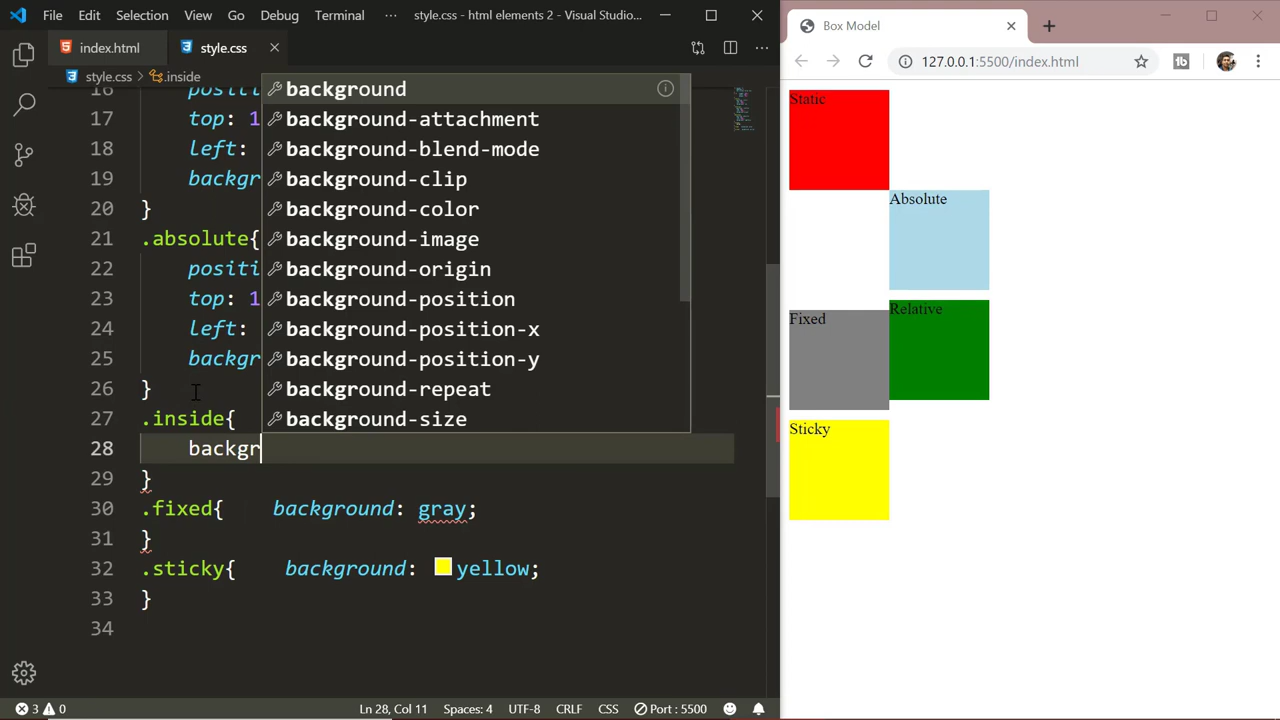 File Edit Selection View Go Debug Terminal ··· style.css - html elements 2 - Visual Studio...
index.html style.css
style.css .inside
16 positi
17 top: 1
18 left:
19 backgr
20 }
21 .absolute{
22 positi
23 top: 1
24 left:
25 backgr
26 }
27 .inside{
28 backgr
29 }
30 .fixed{ background: gray;
31 }
32 .sticky{ background: yellow;
33 }
34
background
background-attachment
background-blend-mode
background-clip
background-color
background-image
background-origin
background-position
background-position-x
background-position-y
background-repeat
background-size
3 0 Ln 28, Col 11 Spaces: 4 UTF-8 CRLF CSS Port : 5500
Box Model
127.0.0.1:5500/index.html
Static
Absolute
Relative
Fixed
Sticky